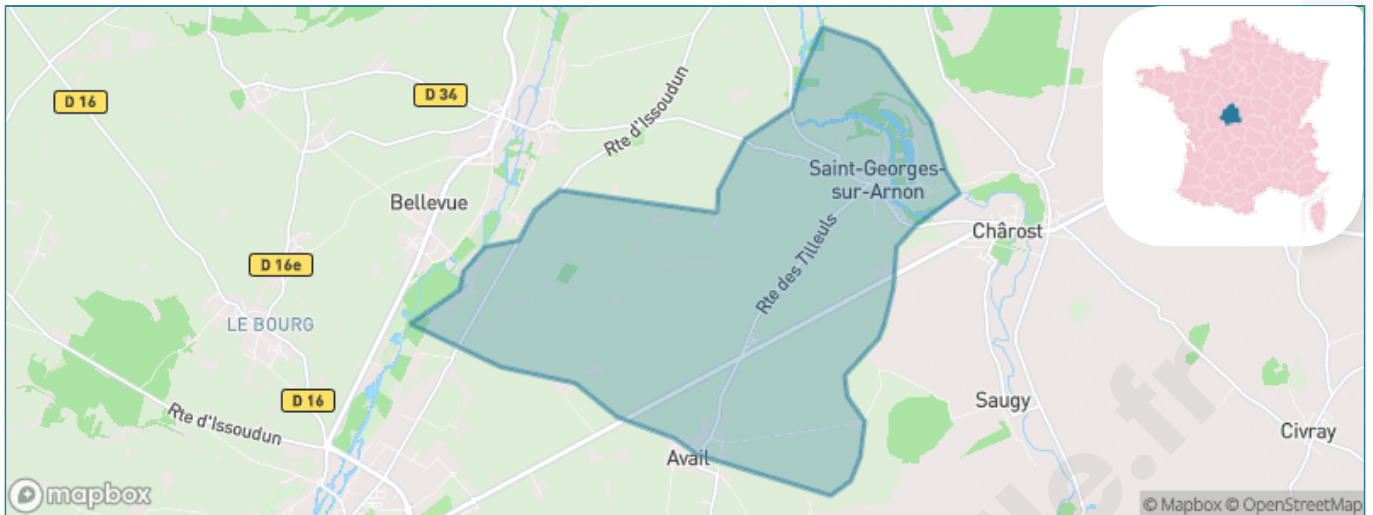 D 16
D 34
Rte d'Issoudun
Saint-Georges-
sur-Arnon
Bellevue
Chârost
D 16e
Rte des Tilleuls
LE BOURG
D 16
Saugy
Rte d'Issoudun
Civray
Avail
mapbox
© Mapbox © OpenStreetMap